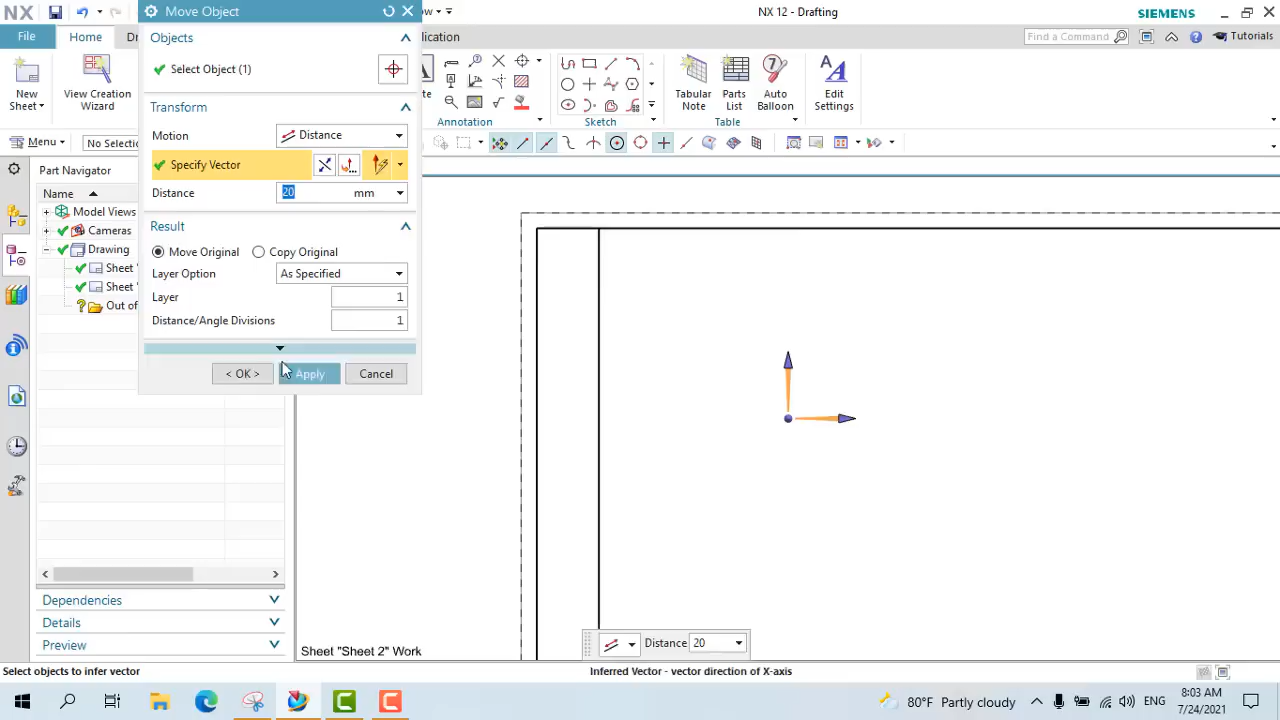 NX
Move Object
ow
NX 12 - Drafting
SIEMENS
File
Home
Dr
lication
Find a Command
Tutorials
New
Sheet
View Creation
Wizard
Objects
Select Object (1)
Transform
Motion
Distance
Specify Vector
Distance
20
mm
Result
Move Original
Copy Original
Layer Option
As Specified
Layer
1
Distance/Angle Divisions
1
< OK >
Apply
Cancel
te
Annotation
Sketch
Tabular
Note
Parts
List
Auto
Balloon
Table
Edit
Settings
Menu
No Selectio
Part Navigator
Name
Model Views
Cameras
Drawing
Sheet
Sheet
Out of
Dependencies
Details
Preview
Sheet "Sheet 2" Work
Distance
20
Select objects to infer vector
Inferred Vector - vector direction of X-axis
80°F Partly cloudy
ENG
8:03 AM
7/24/2021